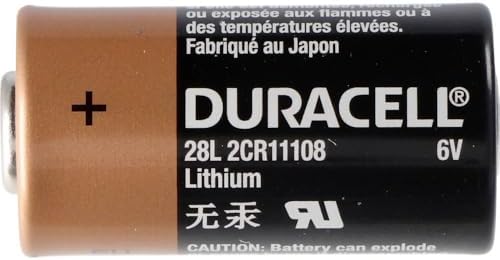 ou exposée aux flammes ou à
des températures élevées.
Fabriqué au Japon
+
DURACELL®
28L 2CR11108 6V
Lithium
无汞 RU
CAUTION: Battery can explode